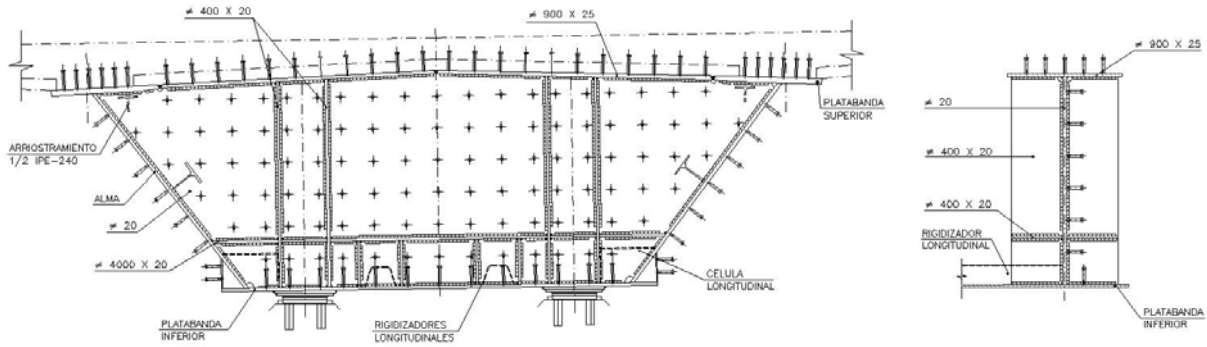 ≠ 400 X 20
≠ 900 X 25
ARRIOSTRAMIENTO
1/2 IPE-240
ALMA
≠ 20
≠ 4000 X 20
PLATABANDA
INFERIOR
RIGIDIZADORES
LONGITUDINALES
CÉLULA
LONGITUDINAL
PLATABANDA
SUPERIOR
≠ 900 X 25
≠ 20
≠ 400 X 20
≠ 400 X 20
RIGIDIZADOR
LONGITUDINAL
PLATABANDA
INFERIOR